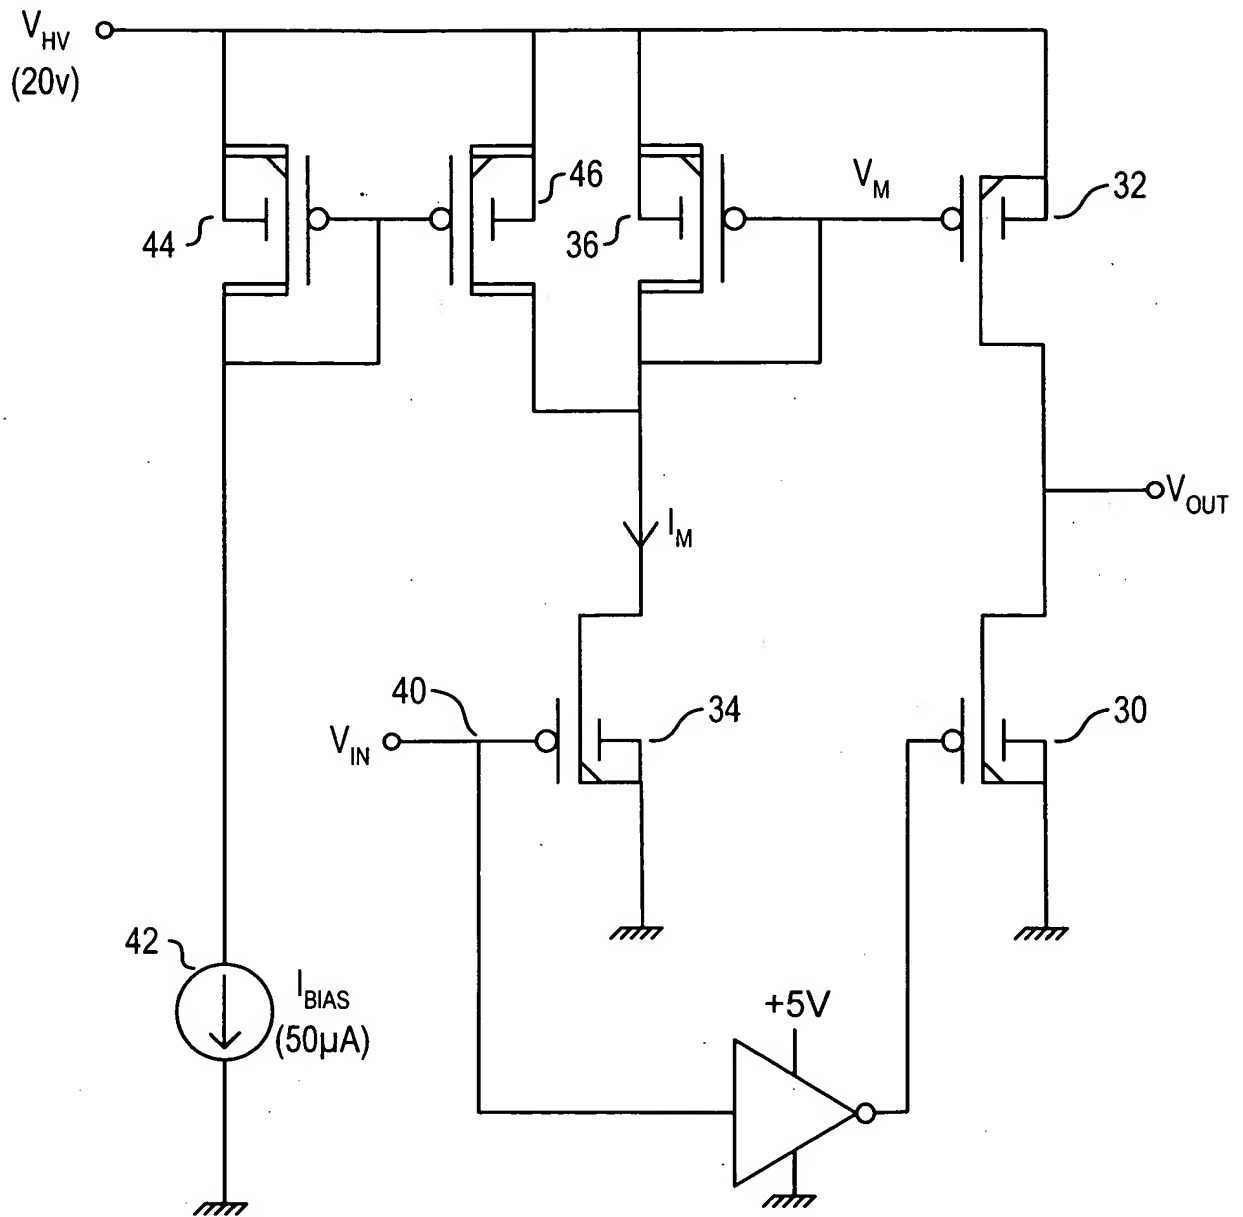 V_HV
(20v)
44
46
36
V_M
32
V_OUT
I_M
40
V_IN
34
30
42
I_BIAS
(50µA)
+5V